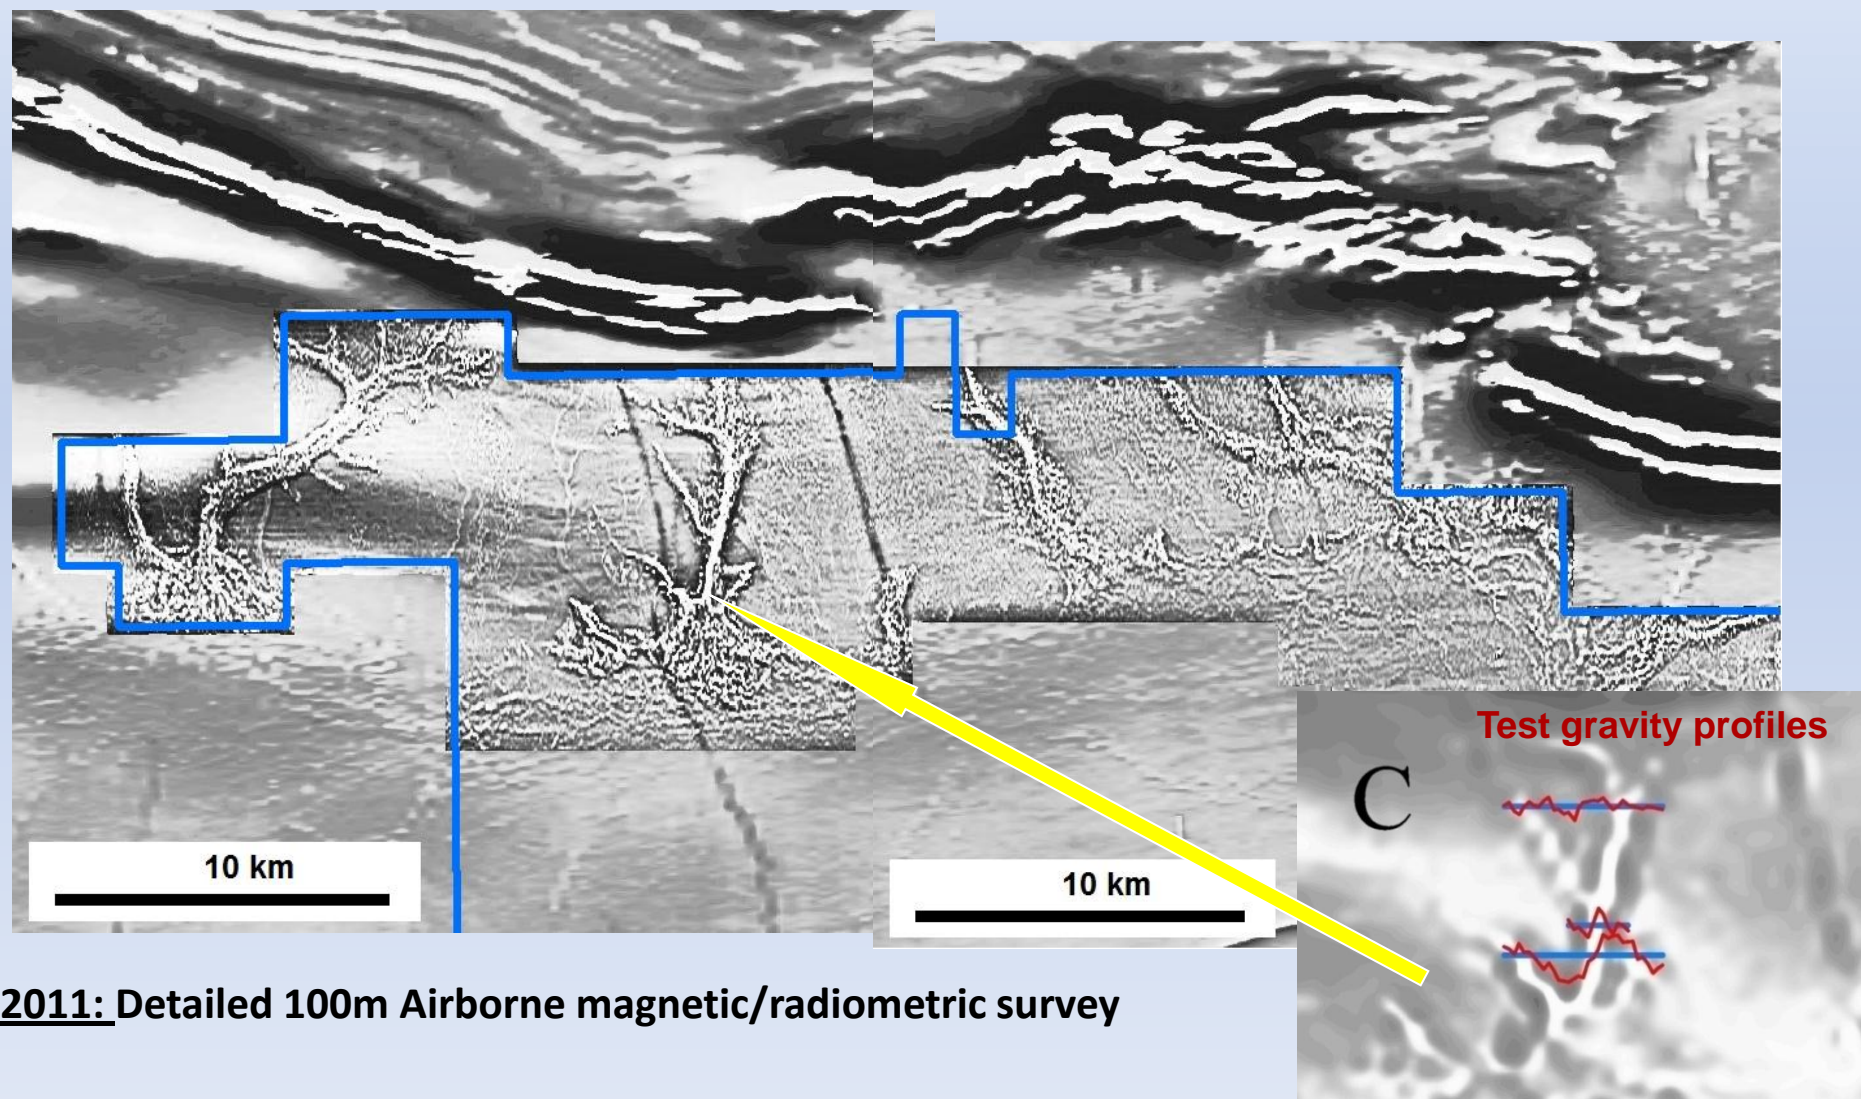 Test gravity profiles
C
10 km
10 km
2011: Detailed 100m Airborne magnetic/radiometric survey